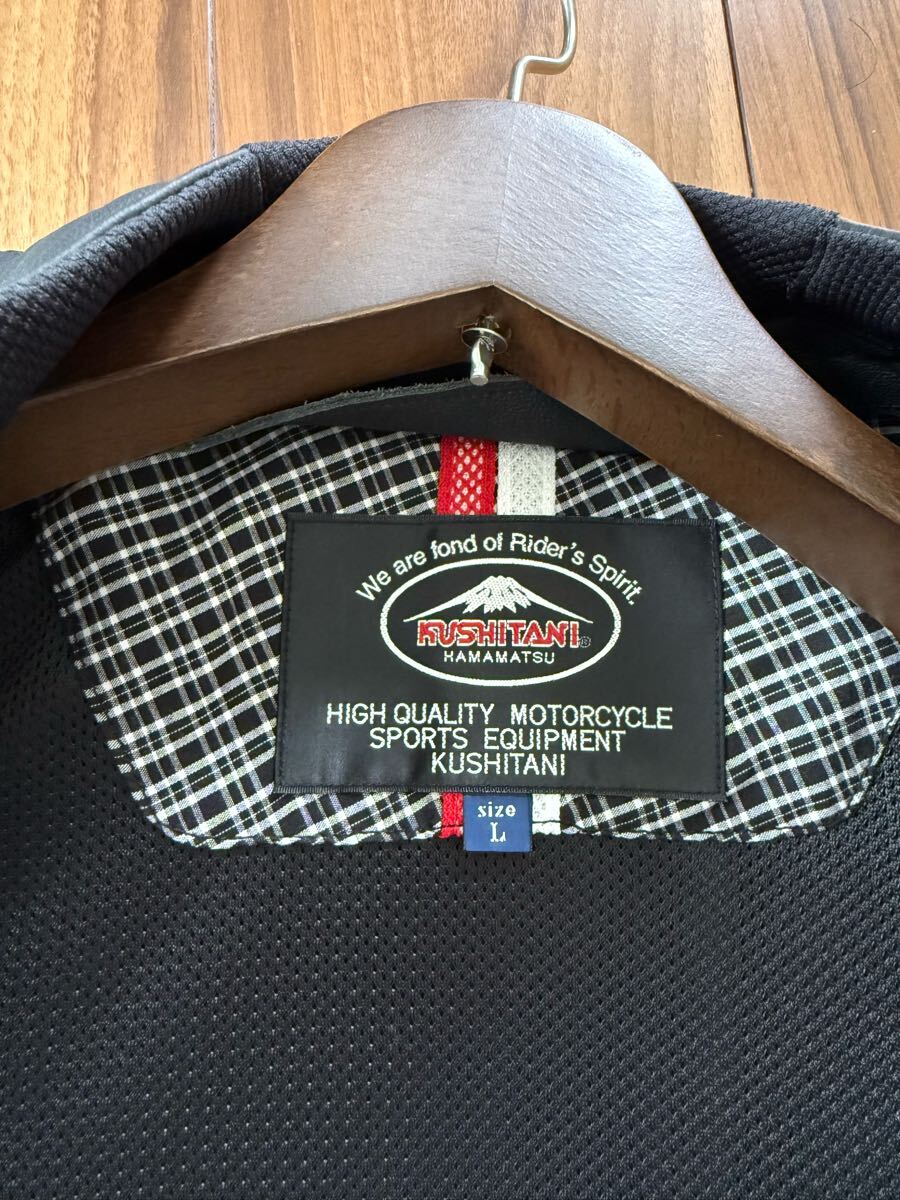 We are fond of Rider's Spirit.
KUSHITANI®
HAMAMATSU
HIGH QUALITY MOTORCYCLE
SPORTS EQUIPMENT
KUSHITANI
size
L